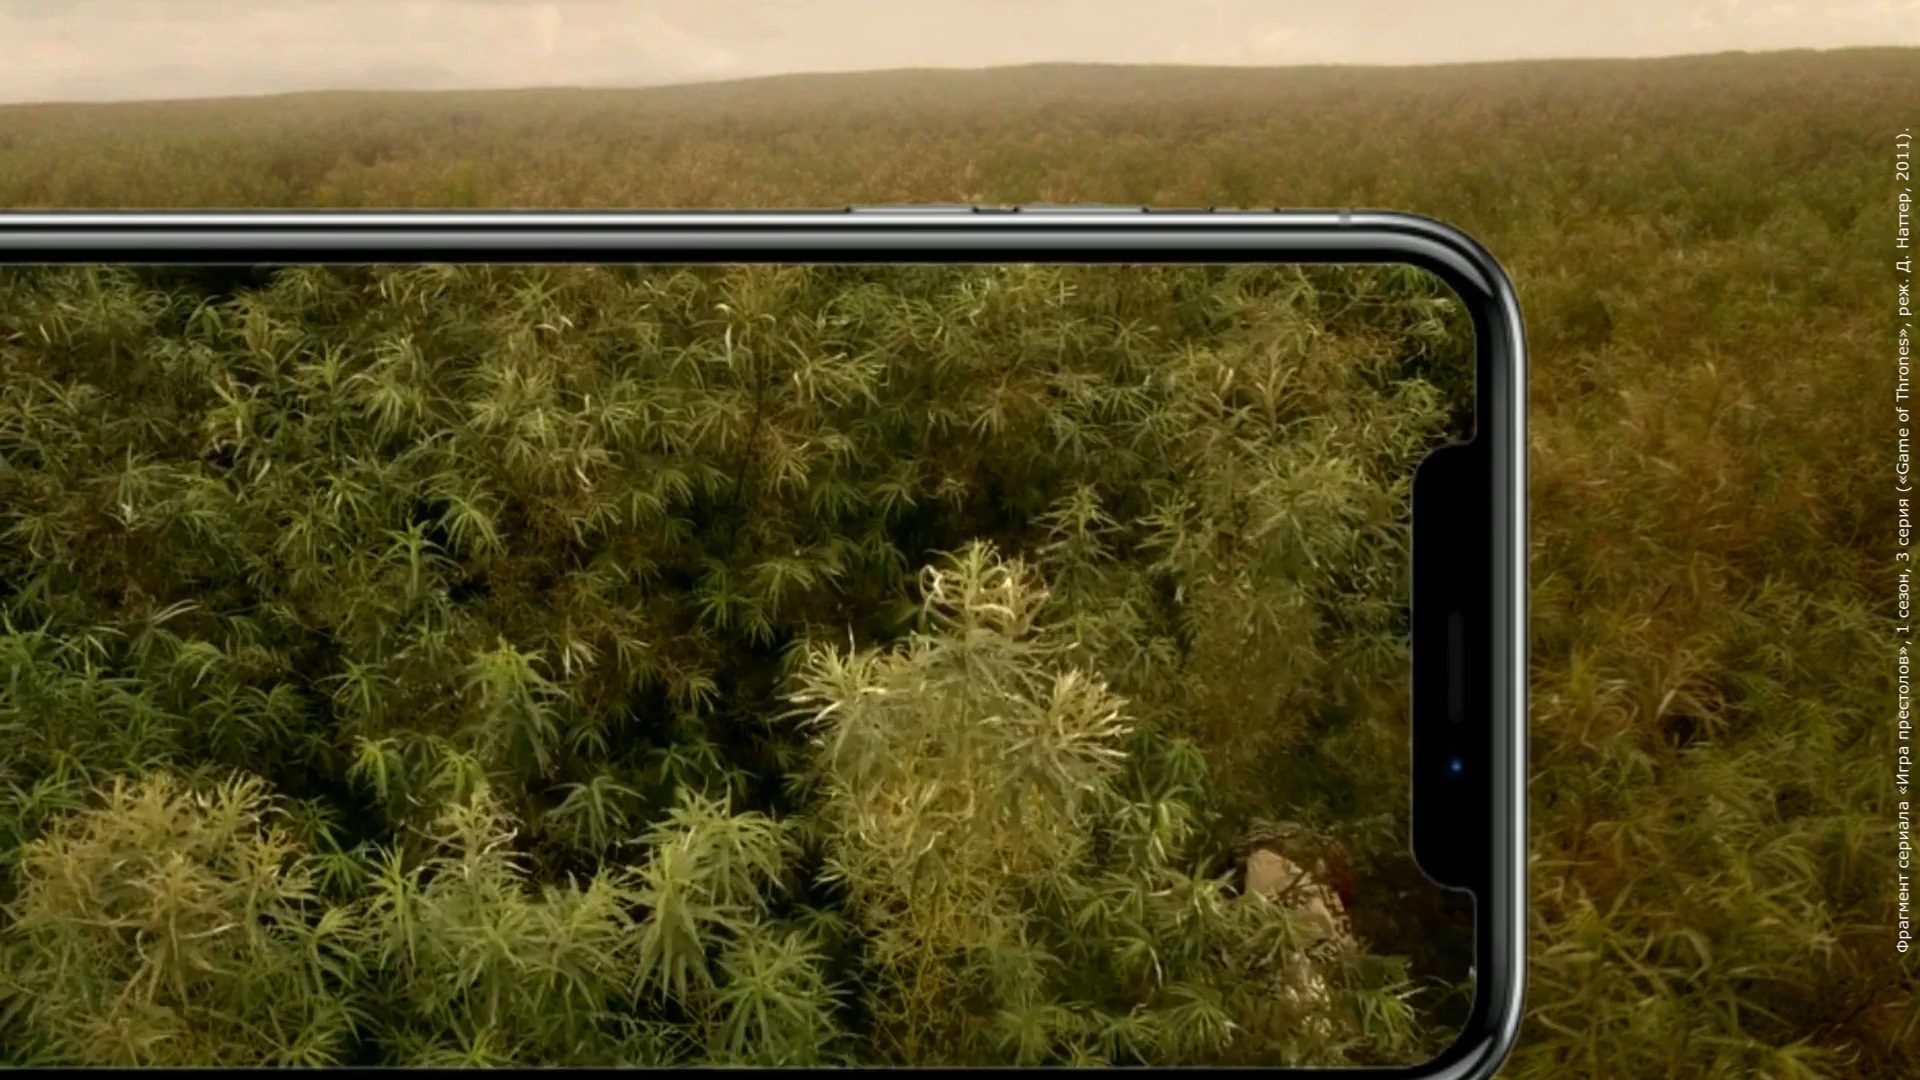 Фрагмент сериала «Игра престолов», 1 сезон, 3 серия («Game of Thrones», реж. Д. Наттер, 2011).